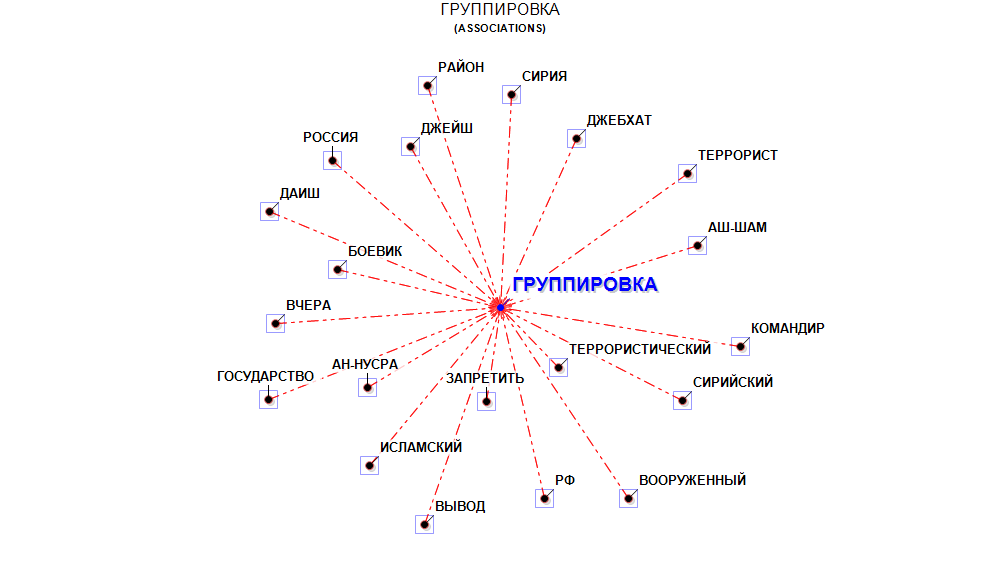 ГРУППИРОВКА
(ASSOCIATIONS)
РАЙОН
СИРИЯ
ДЖЕБХАТ
ДЖЕЙШ
РОССИЯ
ТЕРРОРИСТ
ДАИШ
АШ-ШАМ
БОЕВИК
ГРУППИРОВКА
ВЧЕРА
КОМАНДИР
ТЕРРОРИСТИЧЕСКИЙ
АН-НУСРА
ГОСУДАРСТВО
ЗАПРЕТИТЬ
СИРИЙСКИЙ
ИСЛАМСКИЙ
РФ
ВООРУЖЕННЫЙ
ВЫВОД